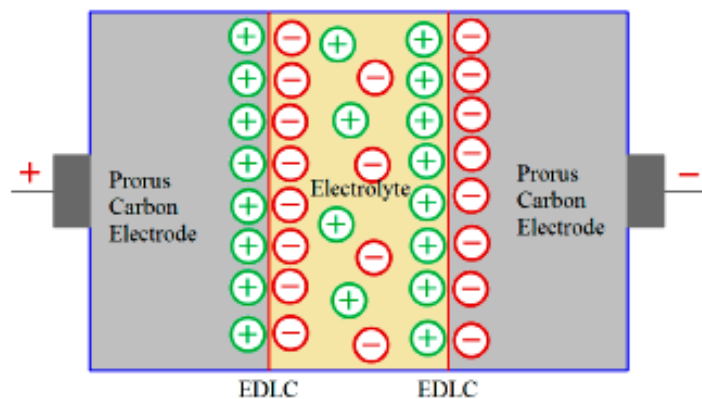 +
−
Prorus
Carbon
Electrode
Electrolyte
Prorus
Carbon
Electrode
EDLC
EDLC